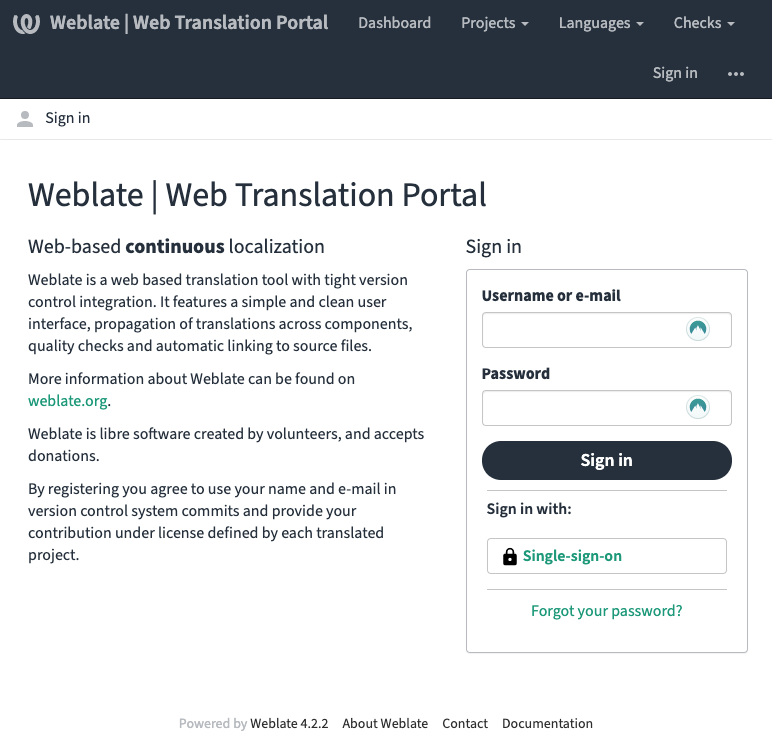 Weblate | Web Translation Portal
Dashboard
Projects
Languages
Checks
Sign in
Sign in
Weblate | Web Translation Portal
Web-based continuous localization
Weblate is a web based translation tool with tight version
control integration. It features a simple and clean user
interface, propagation of translations across components,
quality checks and automatic linking to source files.
More information about Weblate can be found on
weblate.org.
Weblate is libre software created by volunteers, and accepts
donations.
By registering you agree to use your name and e-mail in
version control system commits and provide your
contribution under license defined by each translated
project.
Sign in
Username or e-mail
Password
Sign in
Sign in with:
Single-sign-on
Forgot your password?
Powered by Weblate 4.2.2 About Weblate Contact Documentation